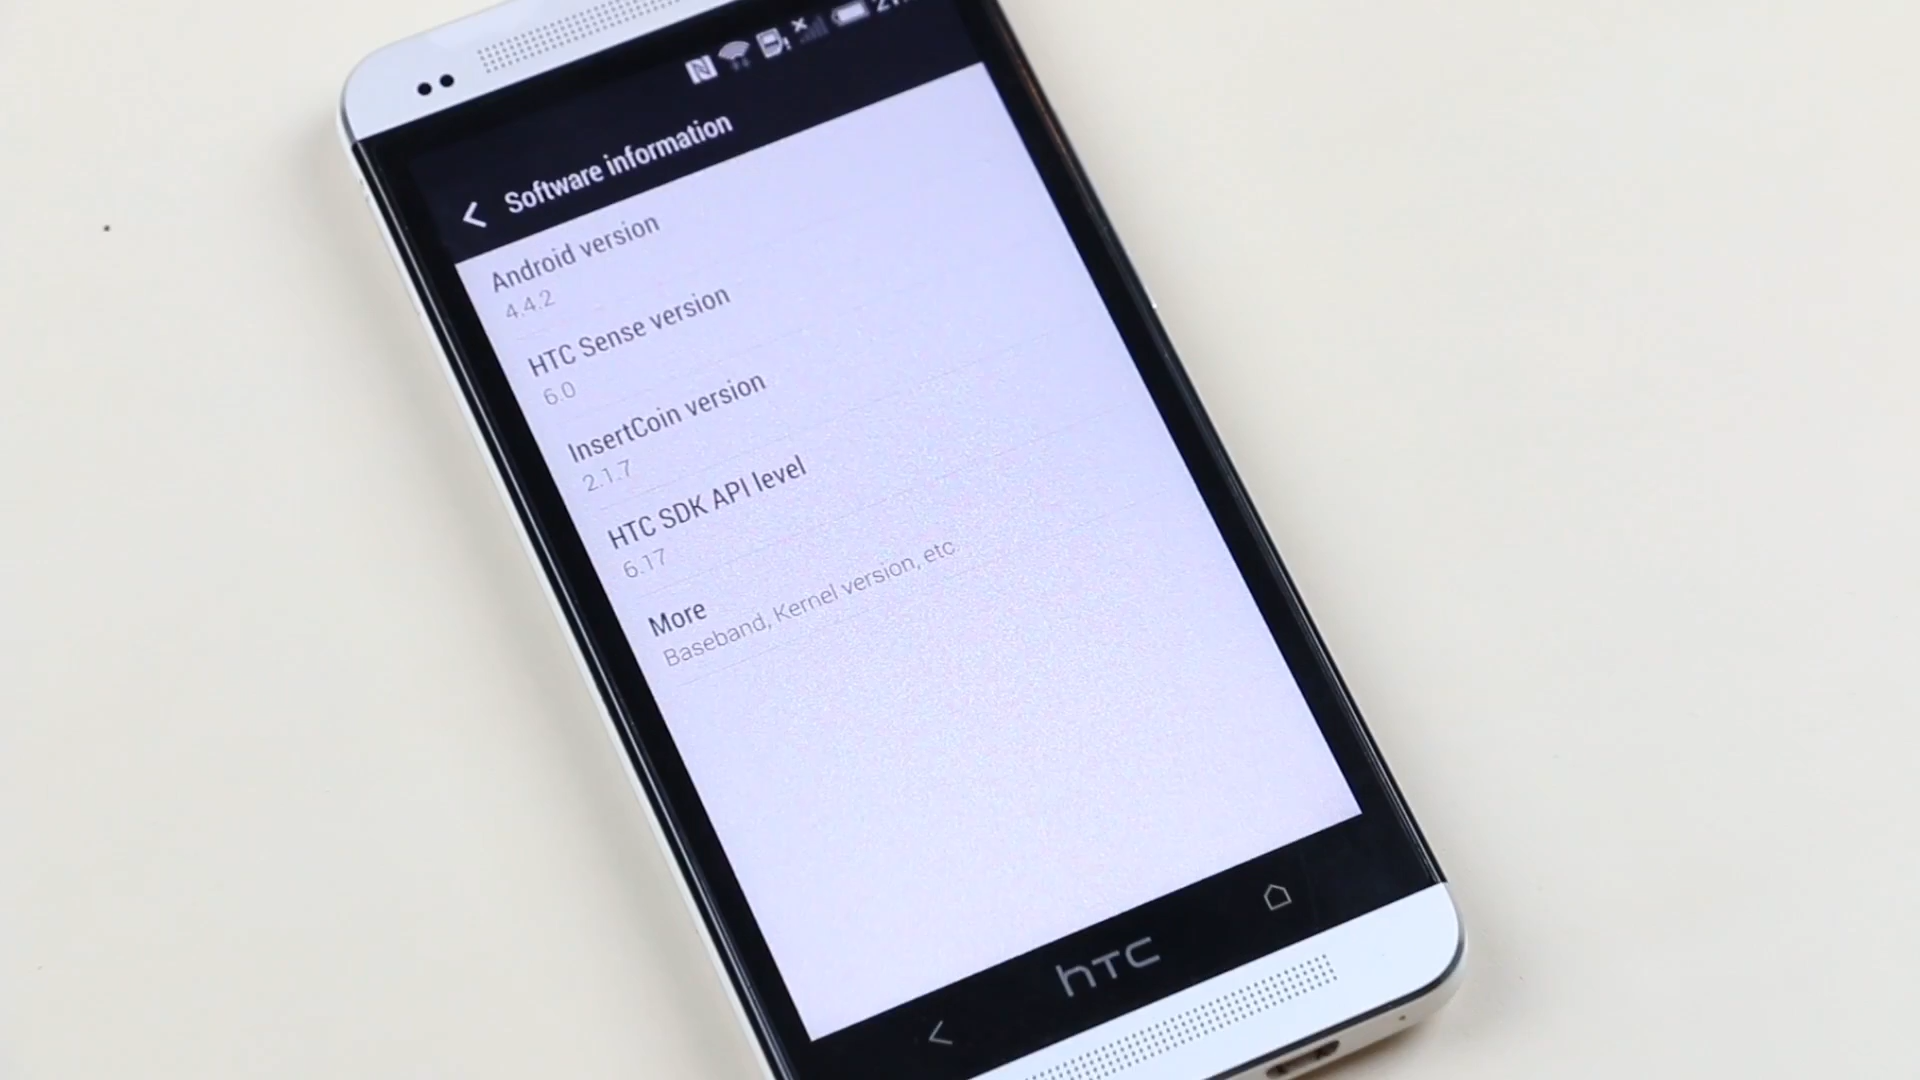 Software information
Android version
4.4.2
HTC Sense version
6.0
InsertCoin version
2.1.7
HTC SDK API level
6.17
More
Baseband, Kernel version, etc
hTC